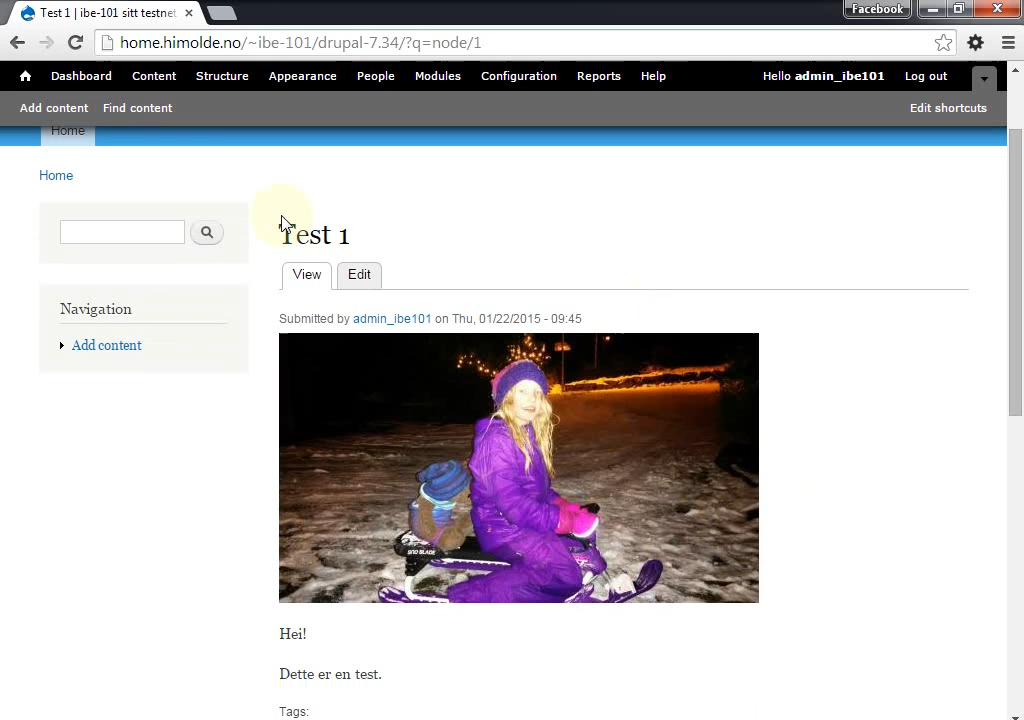 Test 1 | ibe-101 sitt testnet
Facebook
home.himolde.no/~ibe-101/drupal-7.34/?q=node/1
Dashboard Content Structure Appearance People Modules Configuration Reports Help Hello admin_ibe101 Log out
Add content Find content Edit shortcuts
Home
Home
Test 1
Navigation
View Edit
Add content
Submitted by admin_ibe101 on Thu, 01/22/2015 - 09:45
SNO BLADE
Hei!
Dette er en test.
Tags: